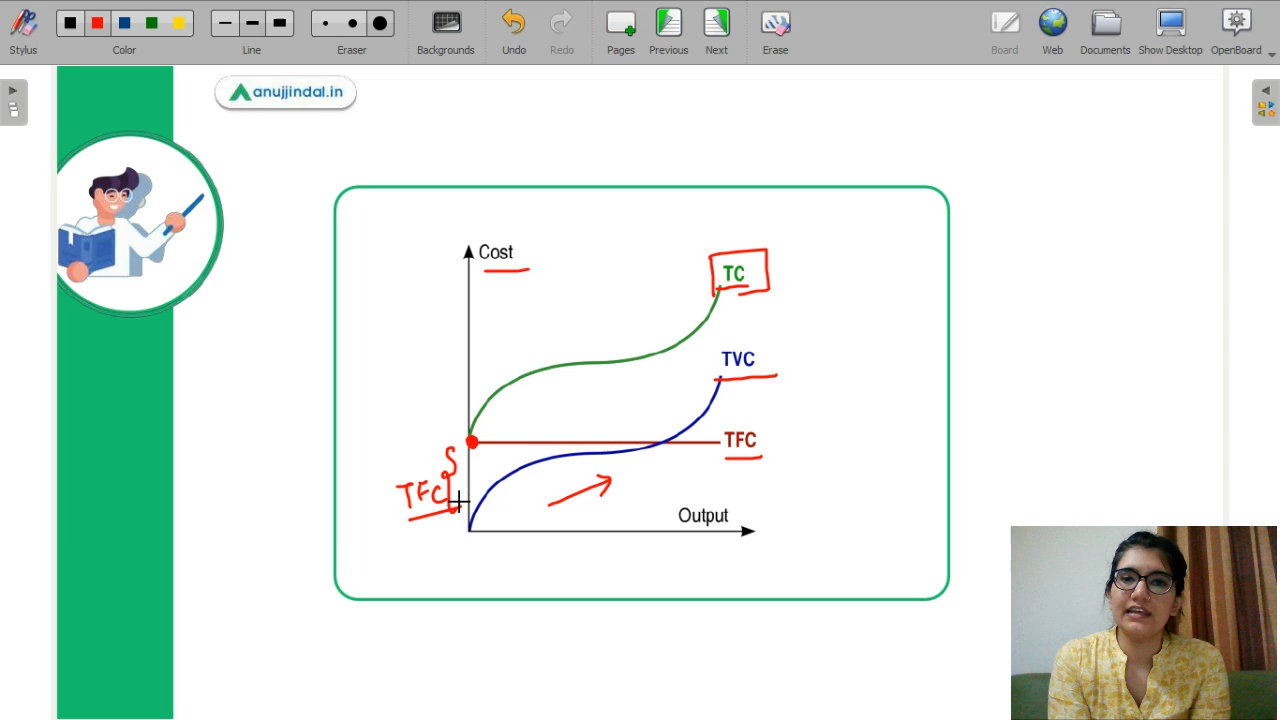 Stylus
Color
Line
Eraser
Backgrounds
Undo
Redo
Pages
Previous
Next
Erase
Board
Web
Documents
Show Desktop
OpenBoard
anujjindal.in
Cost
TC
TVC
TFC
TFC
Output